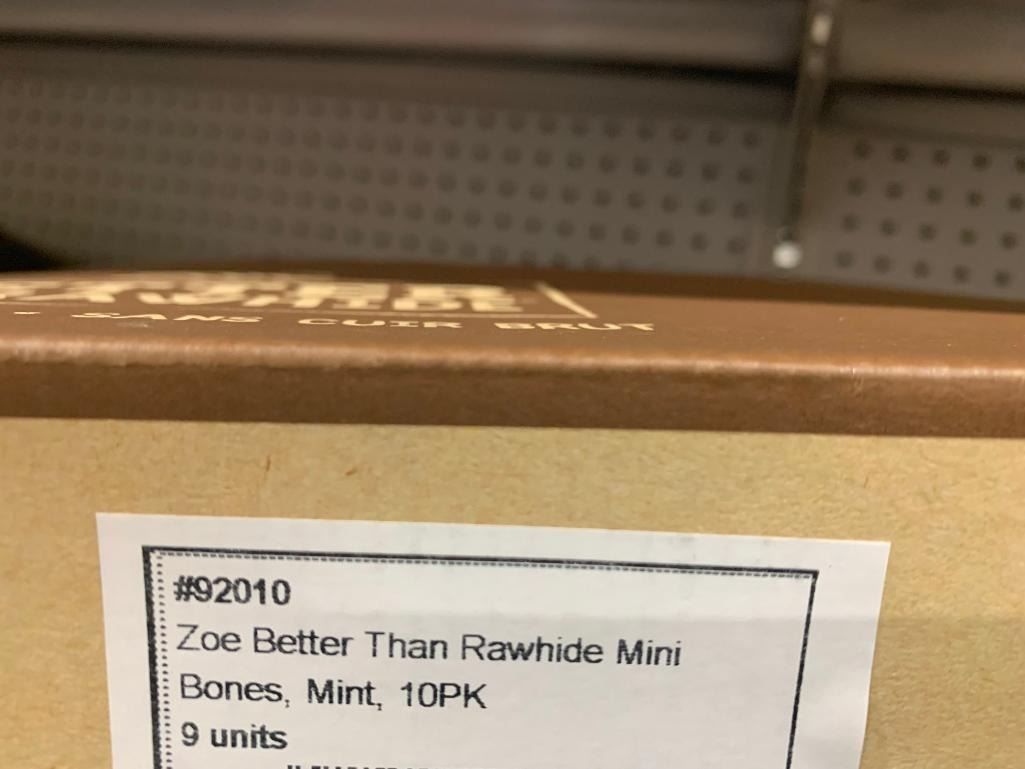 RAWHIDE
SANS CUIR BRUT
#92010
Zoe Better Than Rawhide Mini
Bones, Mint, 10PK
9 units